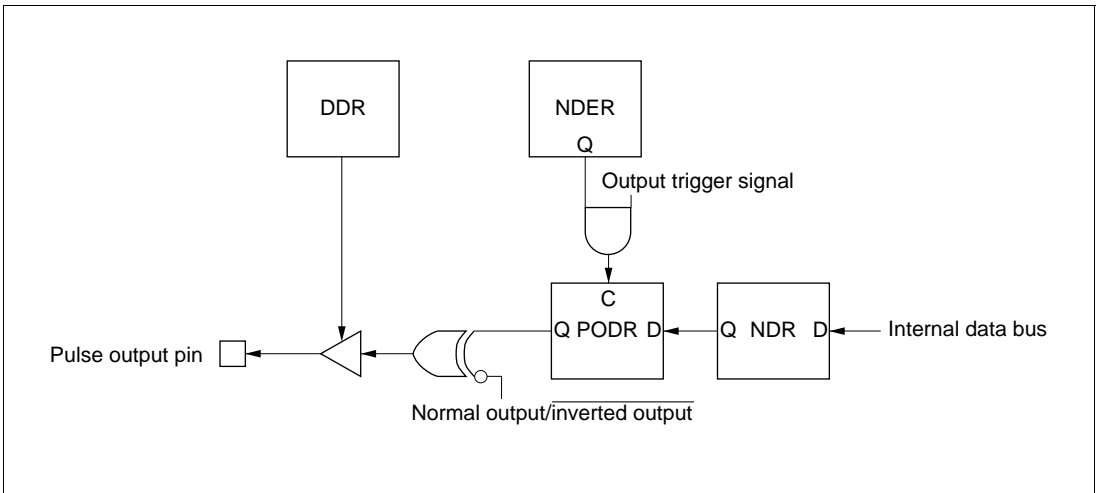 DDR
NDER
Q
Output trigger signal
C
Q PODR D
Q NDR D
Internal data bus
Pulse output pin
Normal output/inverted output